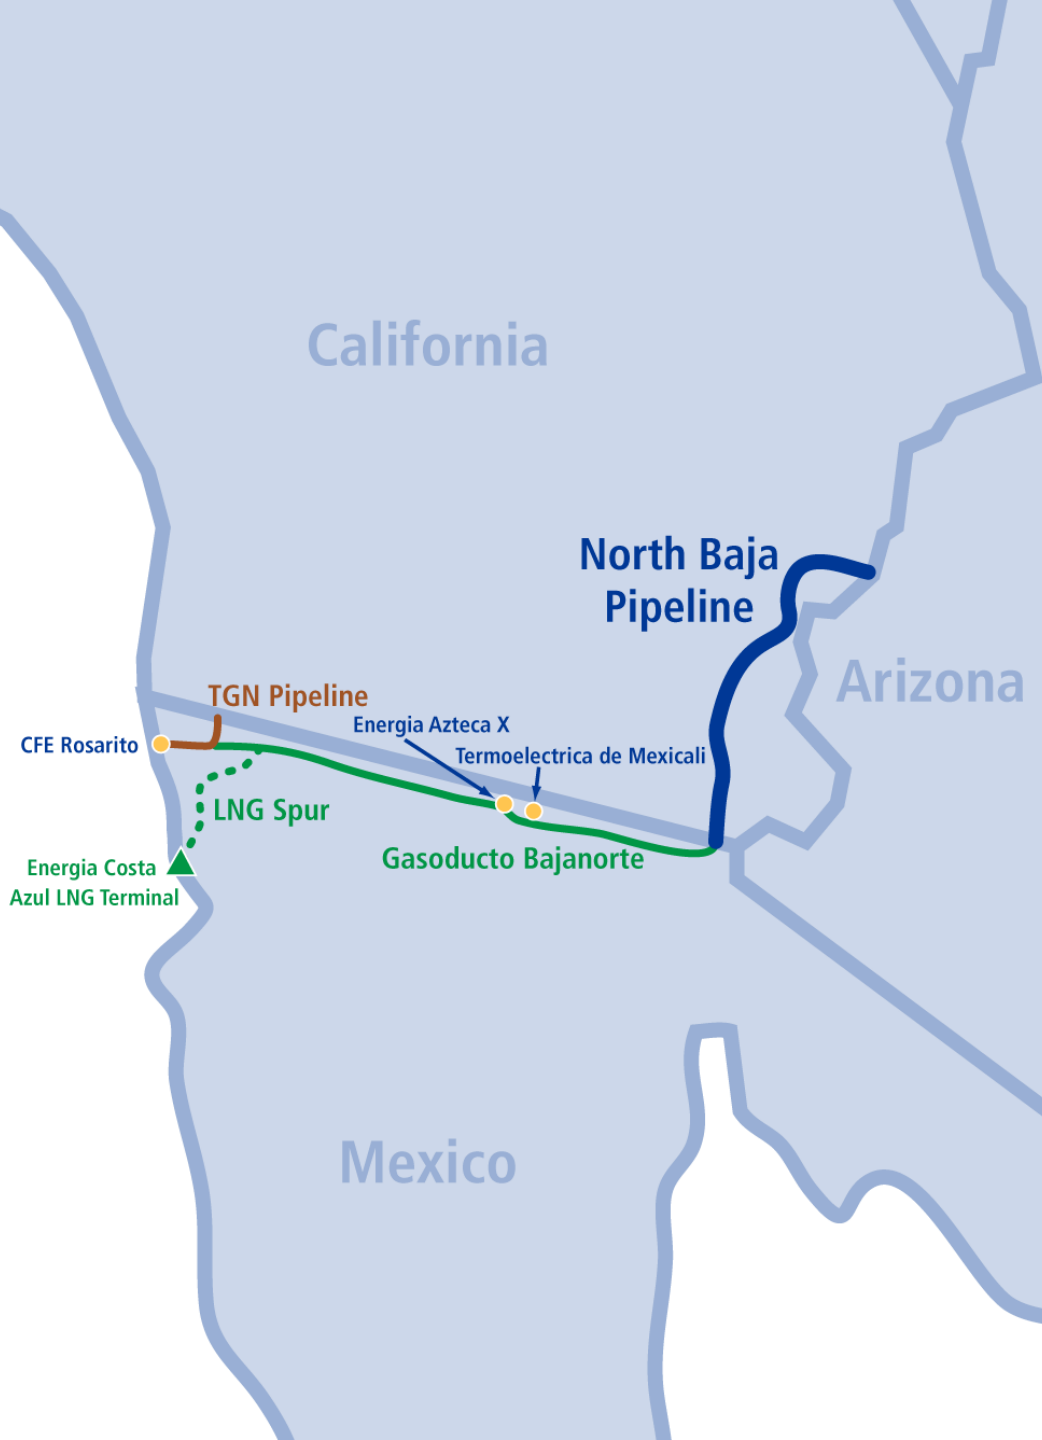 California
North Baja
Pipeline
Arizona
TGN Pipeline
Energia Azteca X
CFE Rosarito
Termoelectrica de Mexicali
LNG Spur
Gasoducto Bajanorte
Energia Costa
Azul LNG Terminal
Mexico